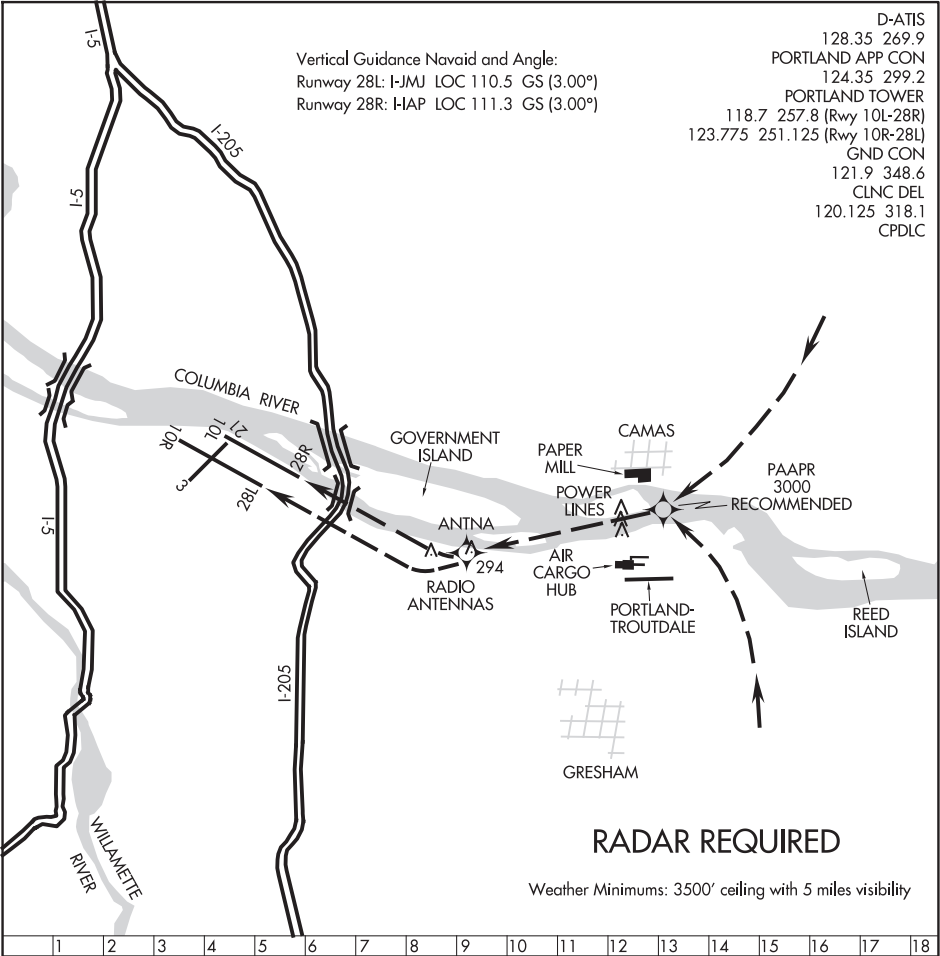 D-ATIS
128.35 269.9
PORTLAND APP CON
124.35 299.2
PORTLAND TOWER
118.7 257.8 (Rwy 10L-28R)
123.775 251.125 (Rwy 10R-28L)
GND CON
121.9 348.6
CLNC DEL
120.125 318.1
CPDLC
Vertical Guidance Navaid and Angle:
Runway 28L: I-JMJ LOC 110.5 GS (3.00°)
Runway 28R: I-IAP LOC 111.3 GS (3.00°)
I-5
I-205
I-5
COLUMBIA RIVER
10R
10L
21
3
28L
28R
GOVERNMENT
ISLAND
CAMAS
PAPER
MILL
POWER
LINES
PAAPR
3000
RECOMMENDED
ANTNA
294
RADIO
ANTENNAS
AIR
CARGO
HUB
PORTLAND-
TROUTDALE
REED
ISLAND
I-5
I-205
GRESHAM
WILLAMETTE
RIVER
RADAR REQUIRED
Weather Minimums: 3500' ceiling with 5 miles visibility
1 2 3 4 5 6 7 8 9 10 11 12 13 14 15 16 17 18